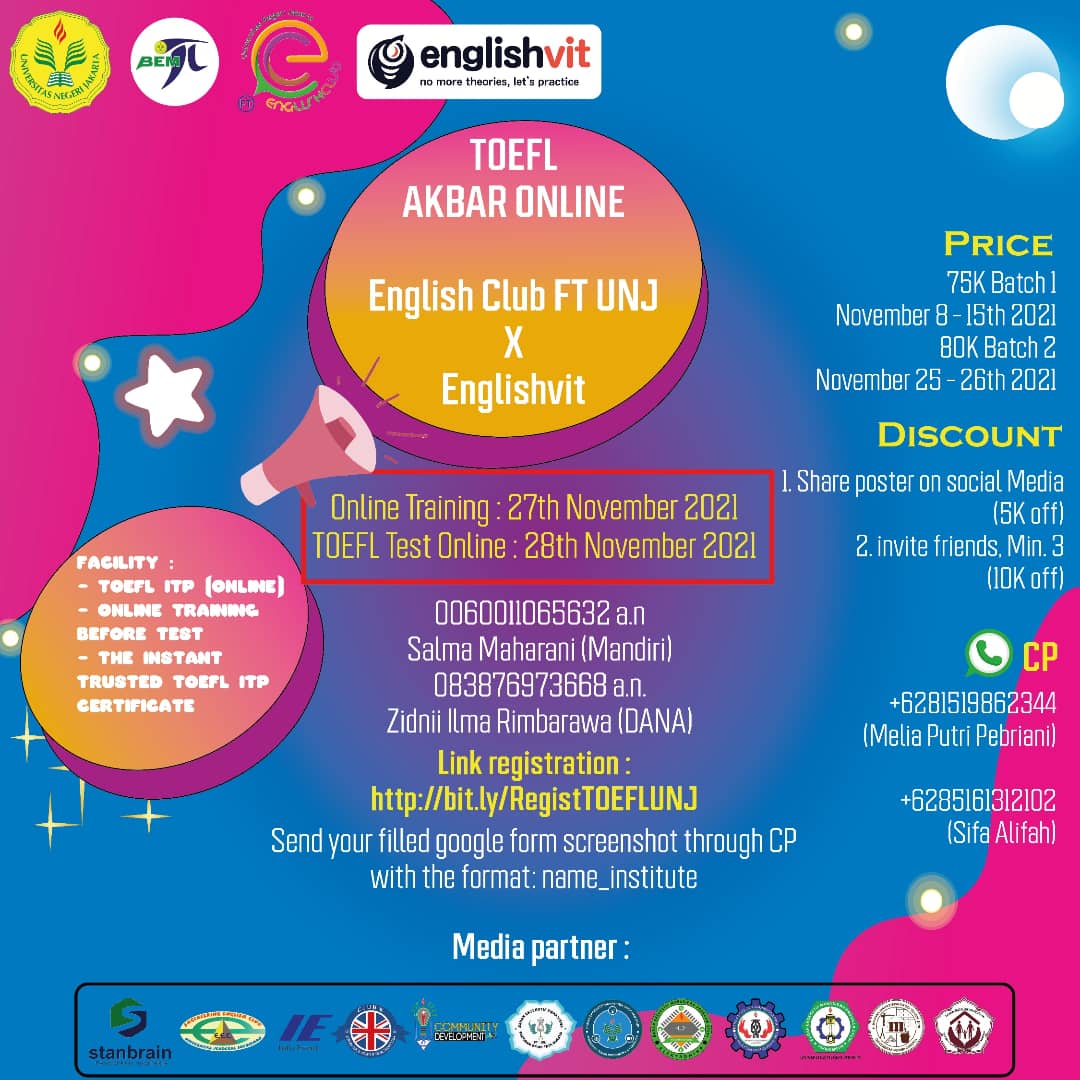 UNIVERSITAS NEGERI JAKARTA
BEM
englishvit
no more theories, let's practice
TOEFL
AKBAR ONLINE
English Club FT UNJ
X
Englishvit
PRICE
75K Batch 1
November 8 - 15th 2021
80K Batch 2
November 25 - 26th 2021
DISCOUNT
1. Share poster on social Media
(5K off)
2. invite friends, Min. 3
(10K off)
Online Training : 27th November 2021
TOEFL Test Online : 28th November 2021
FACILITY :
- TOEFL ITP (ONLINE)
- ONLINE TRAINING
BEFORE TEST
- THE INSTANT
TRUSTED TOEFL ITP
CERTIFICATE
0060011065632 a.n
Salma Maharani (Mandiri)
083876973668 a.n.
Zidnii Ilma Rimbarawa (DANA)
Link registration :
http://bit.ly/RegistTOEFLUNJ
Send your filled google form screenshot through CP
with the format: name_institute
CP
+6281519862344
(Melia Putri Pebriani)
+6285161312102
(Sifa Alifah)
Media partner :
stanbrain
IE
COMMUNITY
DEVELOPMENT